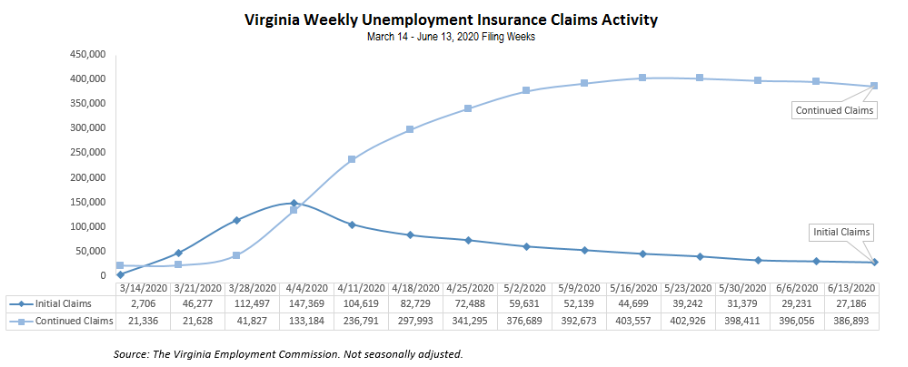 Virginia Weekly Unemployment Insurance Claims Activity
March 14 - June 13, 2020 Filing Weeks
450,000
400,000
350,000
300,000
250,000
200,000
150,000
100,000
50,000
0
Continued Claims
Initial Claims
3/14/2020 3/21/2020 3/28/2020 4/4/2020 4/11/2020 4/18/2020 4/25/2020 5/2/2020 5/9/2020 5/16/2020 5/23/2020 5/30/2020 6/6/2020 6/13/2020
Initial Claims 2,706 46,277 112,497 147,369 104,619 82,729 72,488 59,631 52,139 44,699 39,242 31,379 29,231 27,186
Continued Claims 21,336 21,628 41,827 133,184 236,791 297,993 341,295 376,689 392,673 403,557 402,926 398,411 396,056 386,893
Source: The Virginia Employment Commission. Not seasonally adjusted.